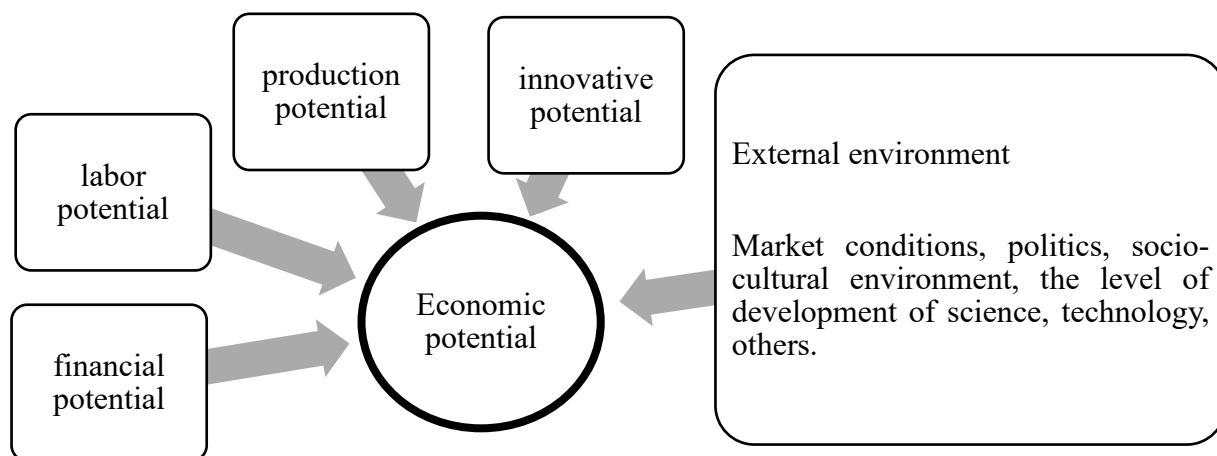 production
potential
innovative
potential
labor
potential
financial
potential
Economic
potential
External environment
Market conditions, politics, socio-
cultural environment, the level of
development of science, technology,
others.